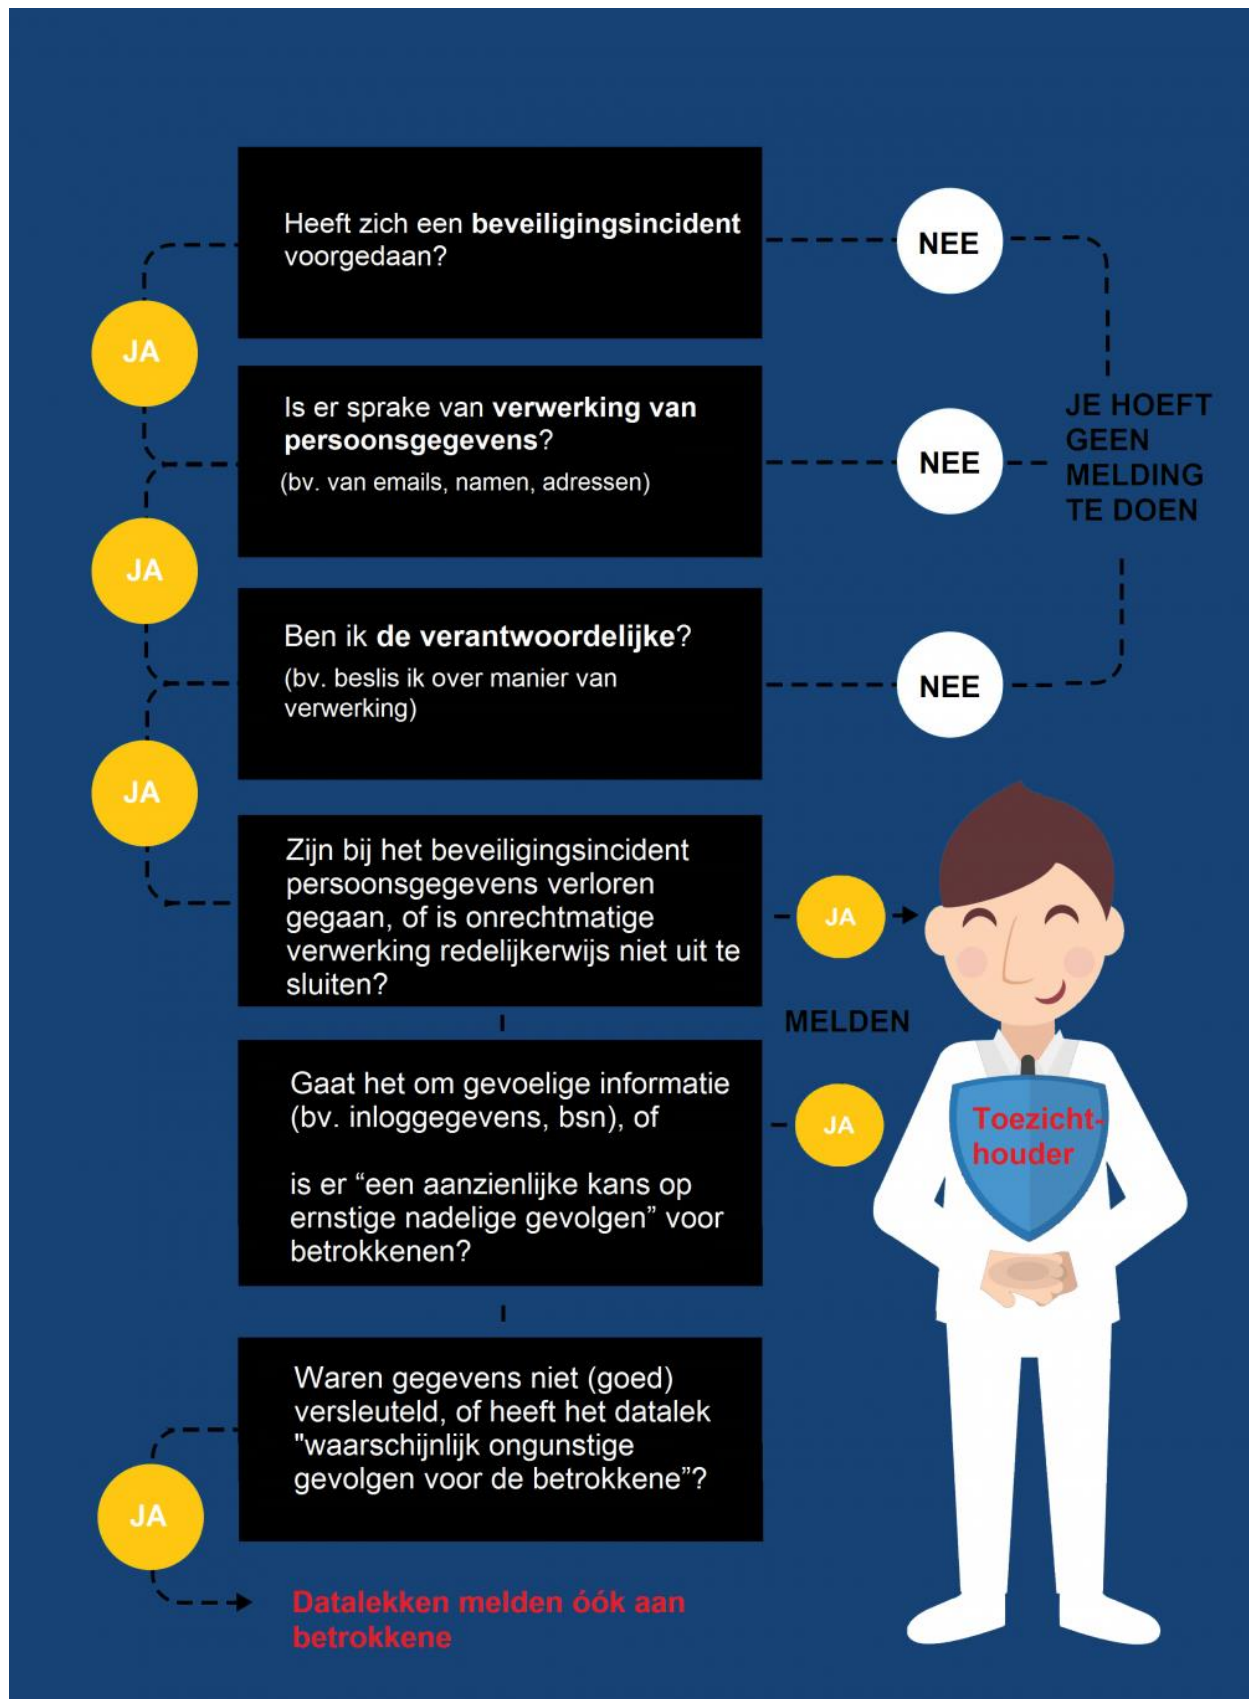 Heeft zich een beveiligingsincident
voorgedaan?
NEE
JA
Is er sprake van verwerking van
persoonsgegevens?
(bv. van emails, namen, adressen)
NEE
JE HOEFT
GEEN
MELDING
TE DOEN
JA
Ben ik de verantwoordelijke?
(bv. beslis ik over manier van
verwerking)
NEE
JA
Zijn bij het beveiligingsincident
persoonsgegevens verloren
gegaan, of is onrechtmatige
verwerking redelijkerwijs niet uit te
sluiten?
JA
MELDEN
Gaat het om gevoelige informatie
(bv. inloggegevens, bsn), of
is er “een aanzienlijke kans op
ernstige nadelige gevolgen” voor
betrokkenen?
JA
Toezicht-
houder
Waren gegevens niet (goed)
versleuteld, of heeft het datalek
"waarschijnlijk ongunstige
gevolgen voor de betrokkene”?
JA
Datalekken melden óók aan
betrokkene